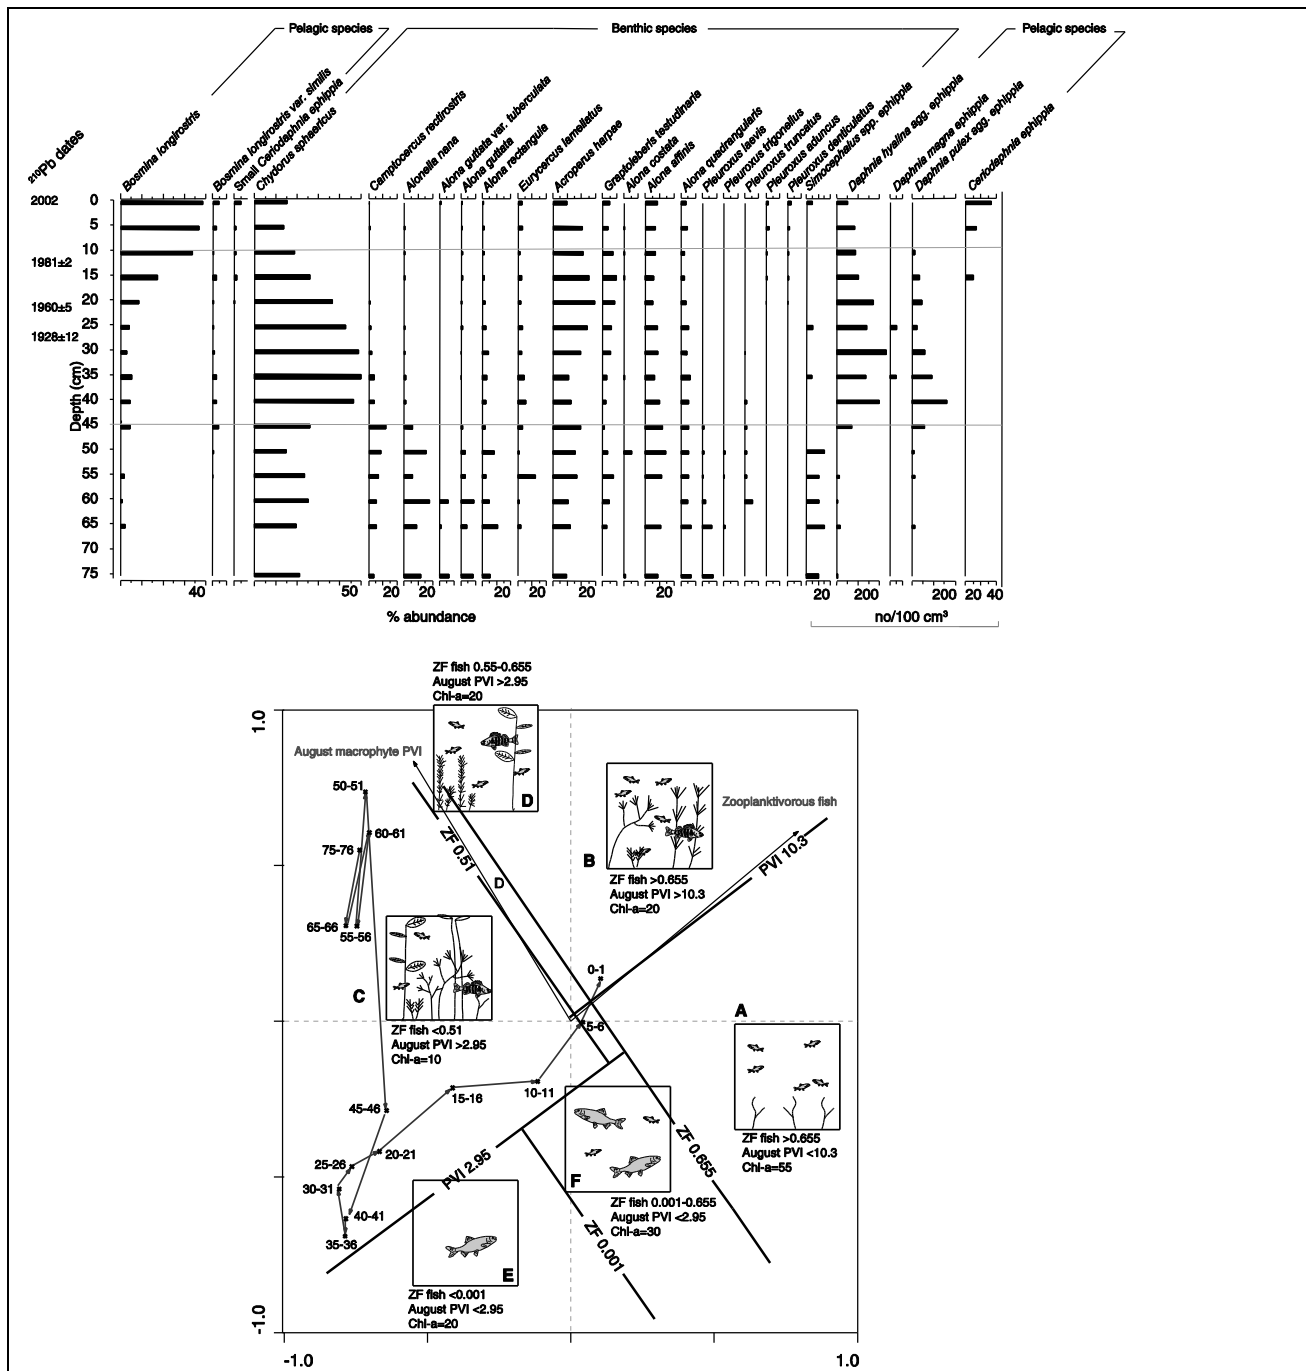 Pelagic species
Benthic species
Pelagic species
²¹⁰Pb dates
Bosmina longirostris
Bosmina longirostris var. similis
Small Ceriodaphnia ephippia
Chydorus sphaericus
Camptocercus rectirostris
Alonella nana
Alona guttata var. tuberculata
Alona guttata
Alona rectangula
Eurycercus lamellatus
Acroperus harpae
Graptoleberis testudinaria
Alona costata
Alona affinis
Alona quadrangularis
Pleuroxus laevis
Pleuroxus trigonellus
Pleuroxus truncatus
Pleuroxus aduncus
Pleuroxus denticulatus
Simocephalus spp. ephippia
Daphnia hyalina agg. ephippia
Daphnia magna ephippia
Daphnia pulex agg. ephippia
Ceriodaphnia ephippia
2002
1981±2
1960±5
1928±12
Depth (cm)
0
5
10
15
20
25
30
35
40
45
50
55
60
65
70
75
40
50
20
20
20
20
200
200
20 40
% abundance
no/100 cm³
ZF fish 0.55-0.655
August PVI >2.95
Chl-a=20
D
August macrophyte PVI
Zooplanktivorous fish
1.0
50-51
60-61
75-76
65-66
55-56
ZF 0.51
D
B
ZF fish >0.655
August PVI >10.3
Chl-a=20
PVI 10.3
C
ZF fish <0.51
August PVI >2.95
Chl-a=10
0-1
5-6
A
ZF fish >0.655
August PVI <10.3
Chl-a=55
10-11
15-16
45-46
20-21
25-26
30-31
40-41
35-36
PVI 2.95
ZF 0.655
F
ZF fish 0.001-0.655
August PVI <2.95
Chl-a=30
ZF 0.001
E
ZF fish <0.001
August PVI <2.95
Chl-a=20
-1.0
-1.0
1.0